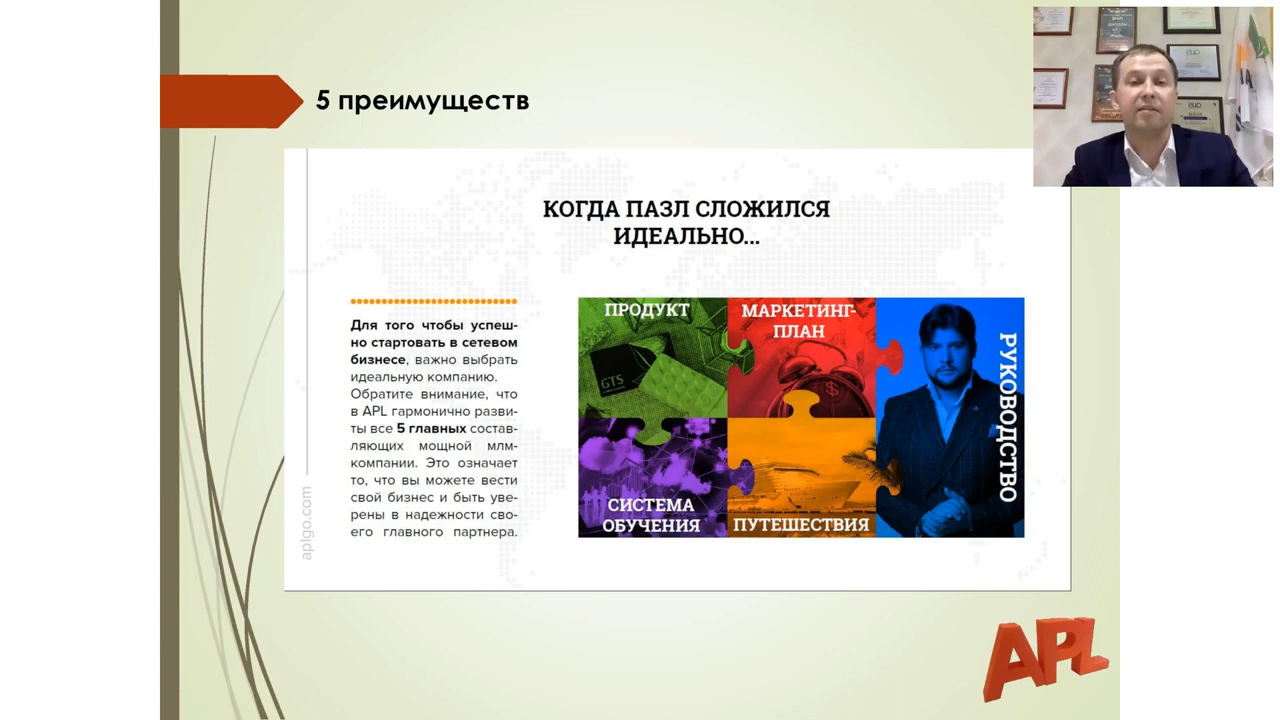 5 преимуществ
КОГДА ПАЗЛ СЛОЖИЛСЯ
ИДЕАЛЬНО...
Для того чтобы успеш-
но стартовать в сетевом
бизнесе, важно выбрать
идеальную компанию.
Обратите внимание, что
в APL гармонично разви-
ты все 5 главных состав-
ляющих мощной млм-
компании. Это означает
то, что вы можете вести
свой бизнес и быть уве-
рены в надежности сво-
его главного партнера.
aplgo.com
ПРОДУКТ
GTS
МАРКЕТИНГ-
ПЛАН
СИСТЕМА
ОБУЧЕНИЯ
ПУТЕШЕСТВИЯ
РУКОВОДСТВО
APL